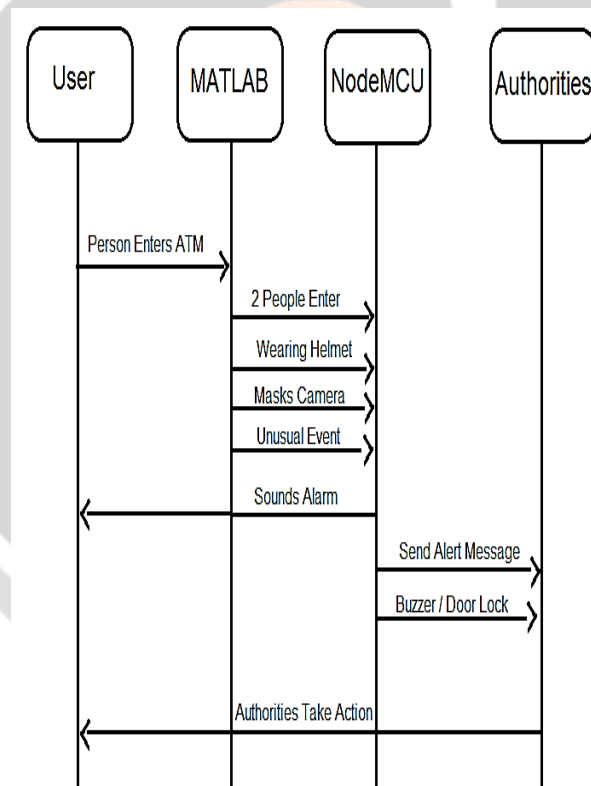 User
MATLAB
NodeMCU
Authorities
Person Enters ATM
2 People Enter
Wearing Helmet
Masks Camera
Unusual Event
Sounds Alarm
Send Alert Message
Buzzer / Door Lock
Authorities Take Action